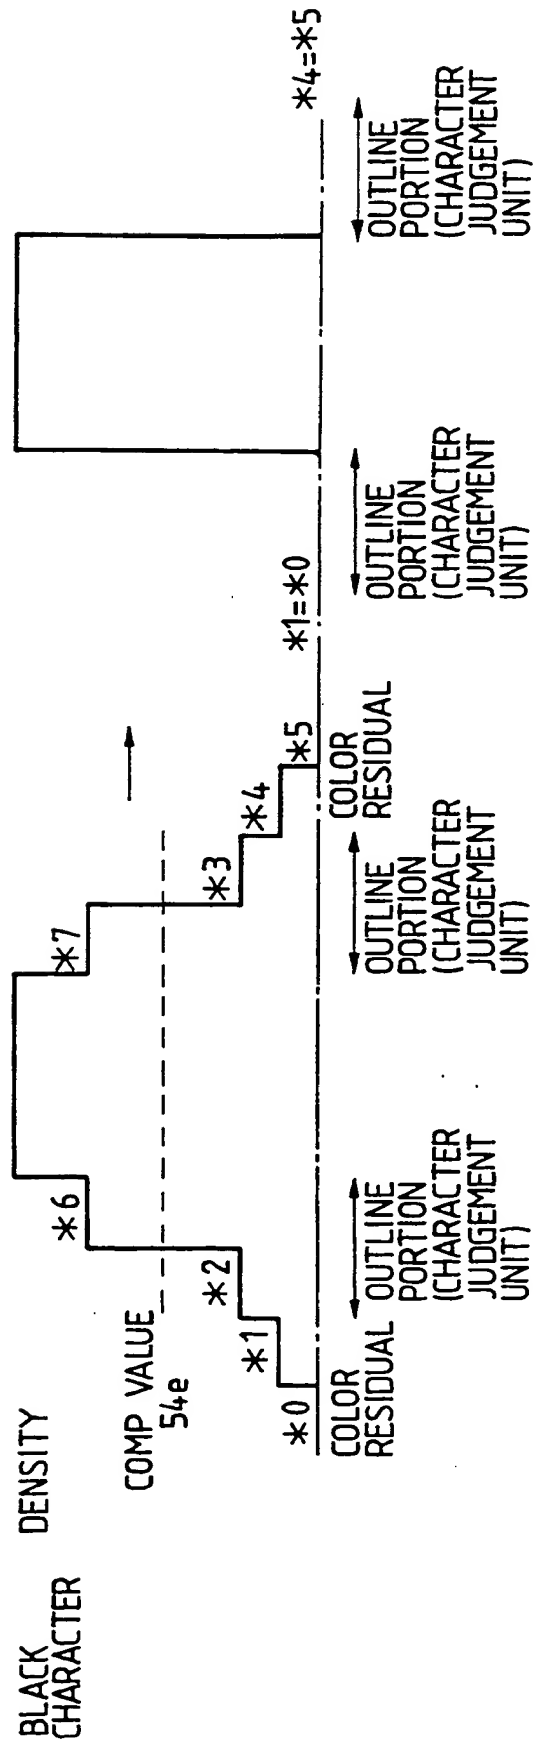 BLACK
CHARACTER
DENSITY
COMP VALUE
54e
*0
*1
*2
*6
*7
*3
*4
*5
*1=*0
*4=*5
COLOR
RESIDUAL
OUTLINE
PORTION
(CHARACTER
JUDGEMENT
UNIT)
OUTLINE
PORTION
(CHARACTER
JUDGEMENT
UNIT)
COLOR
RESIDUAL
OUTLINE
PORTION
(CHARACTER
JUDGEMENT
UNIT)
OUTLINE
PORTION
(CHARACTER
JUDGEMENT
UNIT)